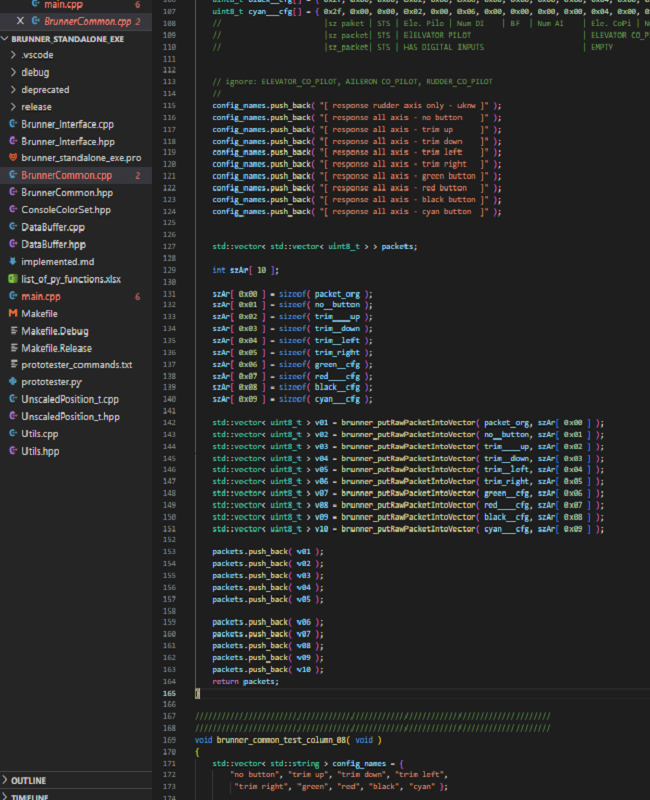 main.cpp 6
BrunnerCommon.cpp 2
BRUNNER_STANDALONE_EXE
.vscode
debug
deprecated
release
Brunner_Interface.cpp
Brunner_Interface.hpp
brunner_standalone_exe.pro
BrunnerCommon.cpp 2
BrunnerCommon.hpp
ConsoleColorSet.hpp
DataBuffer.cpp
DataBuffer.hpp
implemented.md
list_of_py_functions.xlsx
main.cpp 6
Makefile
Makefile.Debug
Makefile.Release
prototester_commands.txt
prototester.py
UnscaledPosition_t.cpp
UnscaledPosition_t.hpp
Utils.cpp
Utils.hpp
OUTLINE
TIMELINE
107 uint8_t cyan___cfg[] = { 0x2f, 0x00, 0x00, 0x02, 0x00, 0x06, 0x00, 0x00, 0x00, 0x00, 0x04, 0x00, 0x00
108 // |sz paket | STS | Ele. Pilo | Num DI | BF | Num AI | Ele. CoPi | N
109 // |sz packet| STS | ElELEVATOR PILOT | ELEVATOR CO_P
110 // |sz_packet| STS | HAS DIGITAL INPUTS | EMPTY
111
112
113 // ignore: ELEVATOR_CO_PILOT, AILERON CO_PILOT, RUDDER_CO_PILOT
114 //
115 config_names.push_back( "[ response rudder axis only - uknw ]" );
116 config_names.push_back( "[ response all axis - no button ]" );
117 config_names.push_back( "[ response all axis - trim up ]" );
118 config_names.push_back( "[ response all axis - trim down ]" );
119 config_names.push_back( "[ response all axis - trim left ]" );
120 config_names.push_back( "[ response all axis - trim right ]" );
121 config_names.push_back( "[ response all axis - green button ]" );
122 config_names.push_back( "[ response all axis - red button ]" );
123 config_names.push_back( "[ response all axis - black button ]" );
124 config_names.push_back( "[ response all axis - cyan button ]" );
125
127 std::vector< std::vector< uint8_t > > packets;
128
129 int szAr[ 10 ];
130
131 szAr[ 0x00 ] = sizeof( packet_org );
132 szAr[ 0x01 ] = sizeof( no__button );
133 szAr[ 0x02 ] = sizeof( trim____up );
134 szAr[ 0x03 ] = sizeof( trim__down );
135 szAr[ 0x04 ] = sizeof( trim__left );
136 szAr[ 0x05 ] = sizeof( trim_right );
137 szAr[ 0x06 ] = sizeof( green__cfg );
138 szAr[ 0x07 ] = sizeof( red____cfg );
139 szAr[ 0x08 ] = sizeof( black__cfg );
140 szAr[ 0x09 ] = sizeof( cyan___cfg );
141
142 std::vector< uint8_t > v01 = brunner_putRawPacketIntoVector( packet_org, szAr[ 0x00 ] );
143 std::vector< uint8_t > v02 = brunner_putRawPacketIntoVector( no__button, szAr[ 0x01 ] );
144 std::vector< uint8_t > v03 = brunner_putRawPacketIntoVector( trim____up, szAr[ 0x02 ] );
145 std::vector< uint8_t > v04 = brunner_putRawPacketIntoVector( trim__down, szAr[ 0x03 ] );
146 std::vector< uint8_t > v05 = brunner_putRawPacketIntoVector( trim__left, szAr[ 0x04 ] );
147 std::vector< uint8_t > v06 = brunner_putRawPacketIntoVector( trim_right, szAr[ 0x05 ] );
148 std::vector< uint8_t > v07 = brunner_putRawPacketIntoVector( green__cfg, szAr[ 0x06 ] );
149 std::vector< uint8_t > v08 = brunner_putRawPacketIntoVector( red____cfg, szAr[ 0x07 ] );
150 std::vector< uint8_t > v09 = brunner_putRawPacketIntoVector( black__cfg, szAr[ 0x08 ] );
151 std::vector< uint8_t > v10 = brunner_putRawPacketIntoVector( cyan___cfg, szAr[ 0x09 ] );
152
153 packets.push_back( v01 );
154 packets.push_back( v02 );
155 packets.push_back( v03 );
156 packets.push_back( v04 );
157 packets.push_back( v05 );
158
159 packets.push_back( v06 );
160 packets.push_back( v07 );
161 packets.push_back( v08 );
162 packets.push_back( v09 );
163 packets.push_back( v10 );
164 return packets;
165 }
166
167 ////////////////////////////////////////////////////////////////////////////////
168 ////////////////////////////////////////////////////////////////////////////////
169 void brunner_common_test_column_08( void )
170 {
171 std::vector< std::string > config_names = {
172 "no button", "trim up", "trim down", "trim left",
173 "trim right", "green", "red", "black", "cyan" };
174